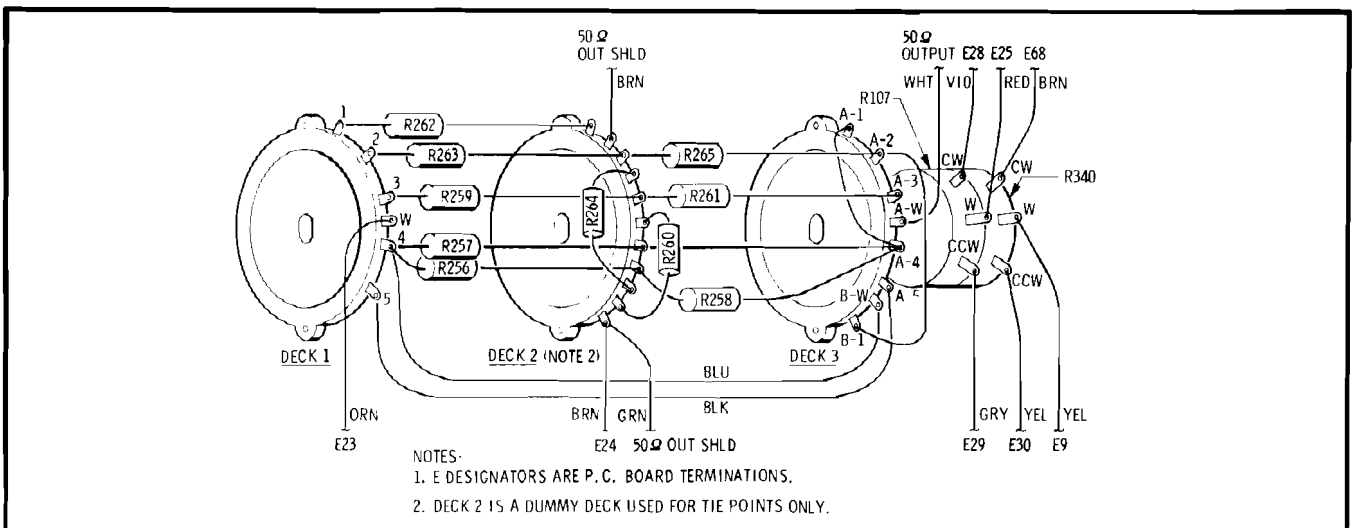 50 Ω
OUT SHLD
BRN
50 Ω
OUTPUT E28 E25 E68
WHT VIO RED BRN
R107
1
R262
A-1
2
R263
R265
A-2
CW
CW
3
R259
R264
R261
A-3
R340
W
A-W
W
W
4
R257
R260
A-4
CCW
R256
CCW
5
R258
B-W
A-5
B-1
DECK 1
DECK 2 (NOTE 2)
DECK 3
BLU
BLK
ORN
BRN
GRN
GRY
YEL
YEL
E23
E24
50 Ω OUT SHLD
E29
E30
E9
NOTES·
1. E DESIGNATORS ARE P.C. BOARD TERMINATIONS.
2. DECK 2 IS A DUMMY DECK USED FOR TIE POINTS ONLY.